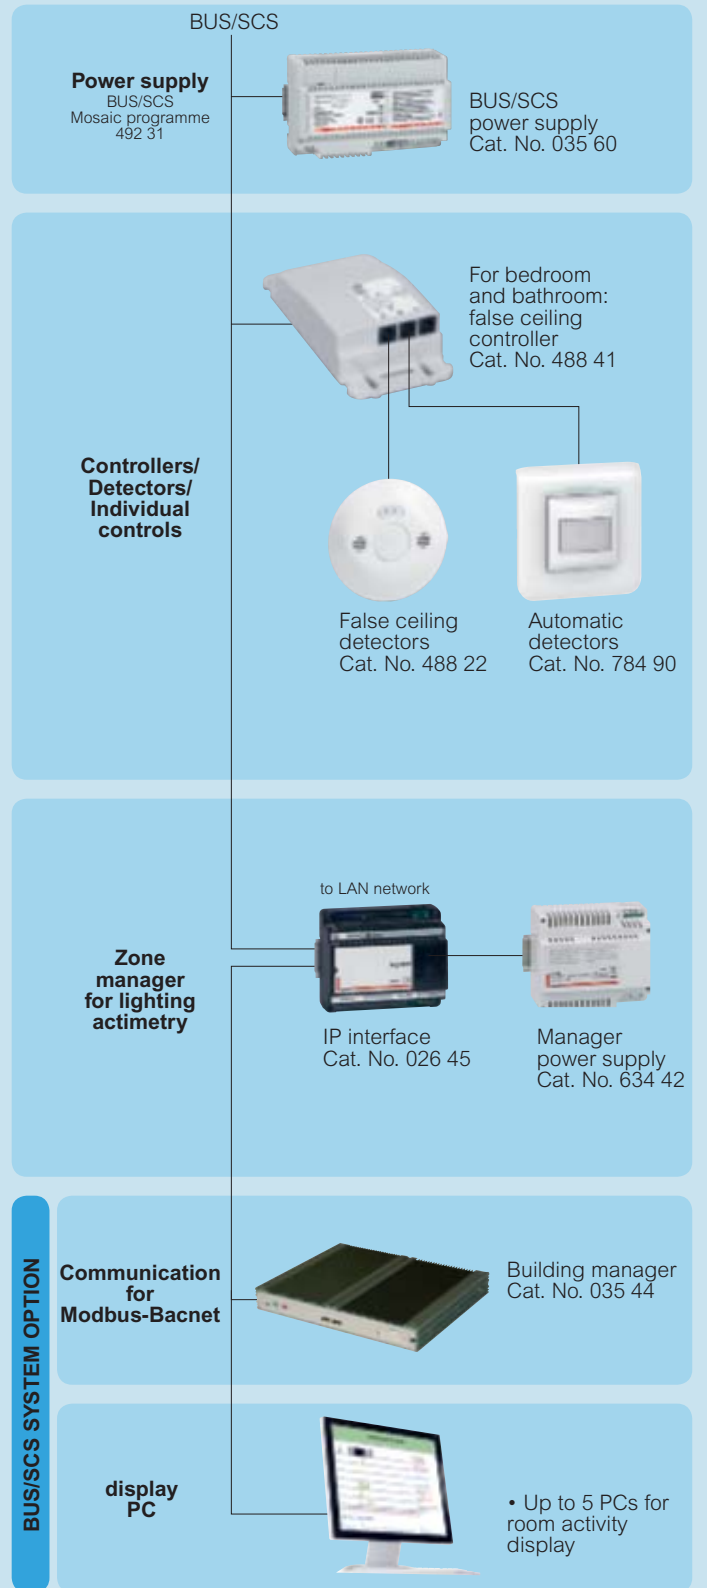 BUS/SCS
Power supply
BUS/SCS
Mosaic programme
492 31
BUS/SCS
power supply
Cat. No. 035 60
For bedroom
and bathroom:
false ceiling
controller
Cat. No. 488 41
Controllers/
Detectors/
Individual
controls
False ceiling
detectors
Cat. No. 488 22
Automatic
detectors
Cat. No. 784 90
to LAN network
Zone
manager
for lighting
actimetry
IP interface
Cat. No. 026 45
Manager
power supply
Cat. No. 634 42
BUS/SCS SYSTEM OPTION
Communication
for
Modbus-Bacnet
Building manager
Cat. No. 035 44
display
PC
• Up to 5 PCs for
room activity
display